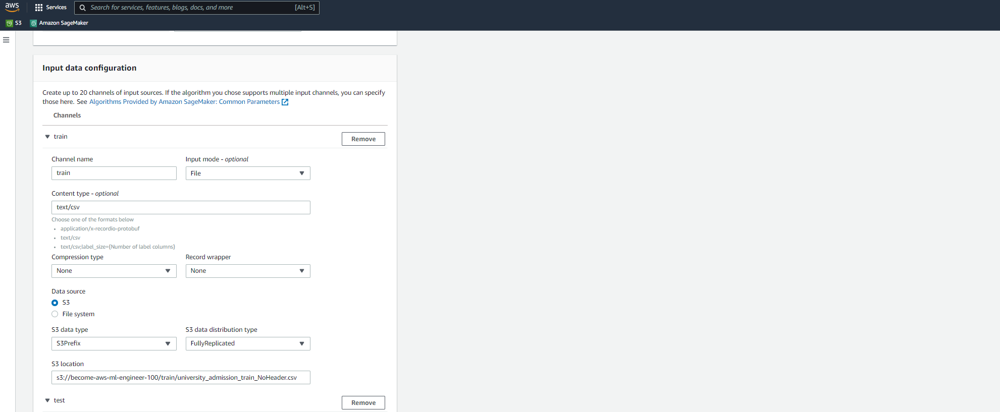 aws Services Search for services, features, blogs, docs, and more [Alt+S]
S3 Amazon SageMaker
Input data configuration
Create up to 20 channels of input sources. If the algorithm you chose supports multiple input channels, you can specify
those here. See Algorithms Provided by Amazon SageMaker: Common Parameters
Channels
train Remove
Channel name Input mode - optional
train File
Content type - optional
text/csv
Choose one of the formats below
• application/x-recordio-protobuf
• text/csv
• text/csv;label_size={Number of label columns}
Compression type Record wrapper
None None
Data source
S3
File system
S3 data type S3 data distribution type
S3Prefix FullyReplicated
S3 location
s3://become-aws-ml-engineer-100/train/university_admission_train_NoHeader.csv
test Remove